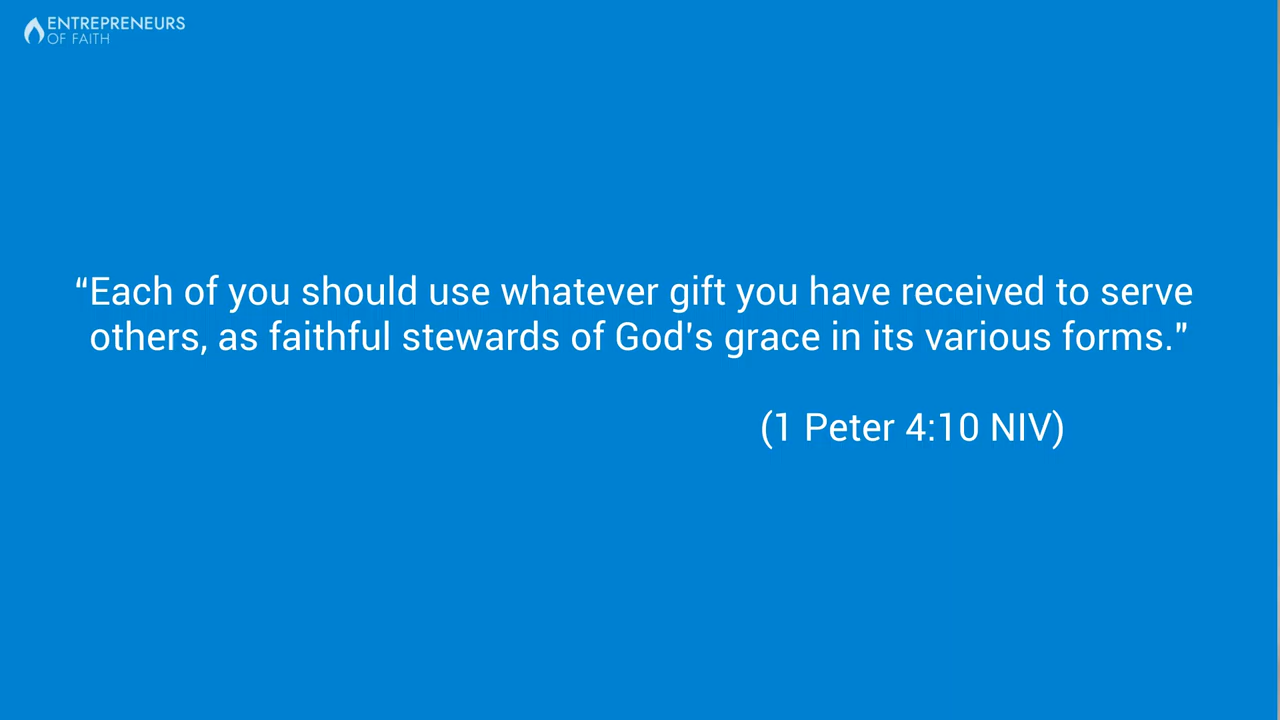 ENTREPRENEURS
OF FAITH
“Each of you should use whatever gift you have received to serve
others, as faithful stewards of God's grace in its various forms."
(1 Peter 4:10 NIV)